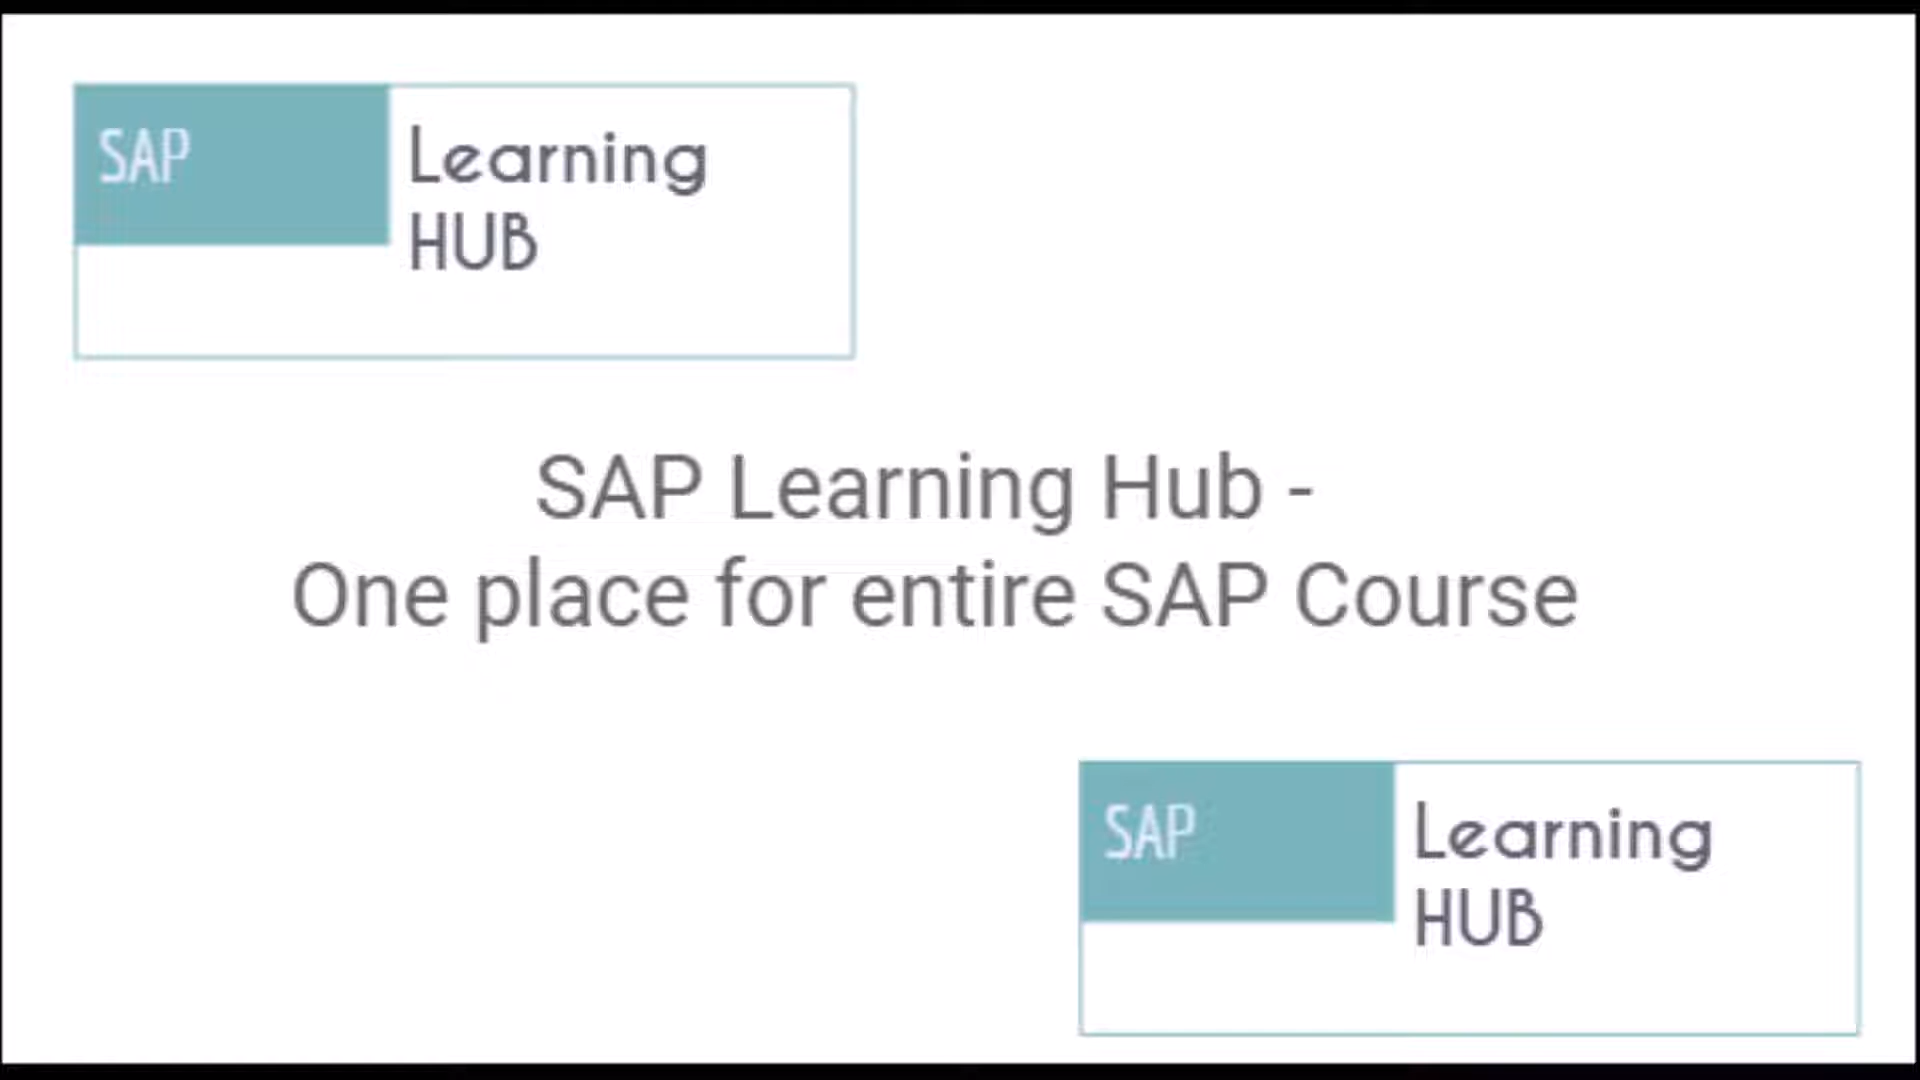 SAP
Learning
HUB
SAP Learning Hub -
One place for entire SAP Course
SAP
Learning
HUB